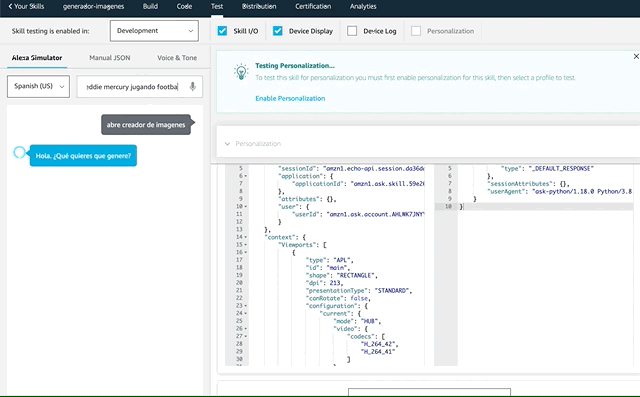 Your Skills generador-imagenes Build Code Test Distribution Certification Analytics
Skill testing is enabled in: Development
Skill I/O Device Display Device Log Personalization
Alexa Simulator Manual JSON Voice & Tone
Spanish (US) eddie mercury jugando footba
abre creador de imagenes
Hola. ¿Qué quieres que genere?
Testing Personalization...
To test this skill for personalization you must first enable personalization for this skill, then select a profile to test.
Enable Personalization
Personalization
5 "sessionId": "amzn1.echo-api.session.da36da
6 "application": {
7 "applicationId": "amzn1.ask.skill.59e26
8 },
9 "attributes": {},
10 "user": {
11 "userId": "amzn1.ask.account.AHLWK7JNY
12 }
13 },
14 "context": {
15 "Viewports": [
16 {
17 "type": "APL",
18 "id": "main",
19 "shape": "RECTANGLE",
20 "dpi": 213,
21 "presentationType": "STANDARD",
22 "canRotate": false,
23 "configuration": {
24 "current": {
25 "mode": "HUB",
26 "video": {
27 "codecs": [
28 "H_264_42",
29 "H_264_41"
30 ]
5 "type": "_DEFAULT_RESPONSE"
6 },
7 "sessionAttributes": {},
8 "userAgent": "ask-python/1.18.0 Python/3.8
9 }
10 }